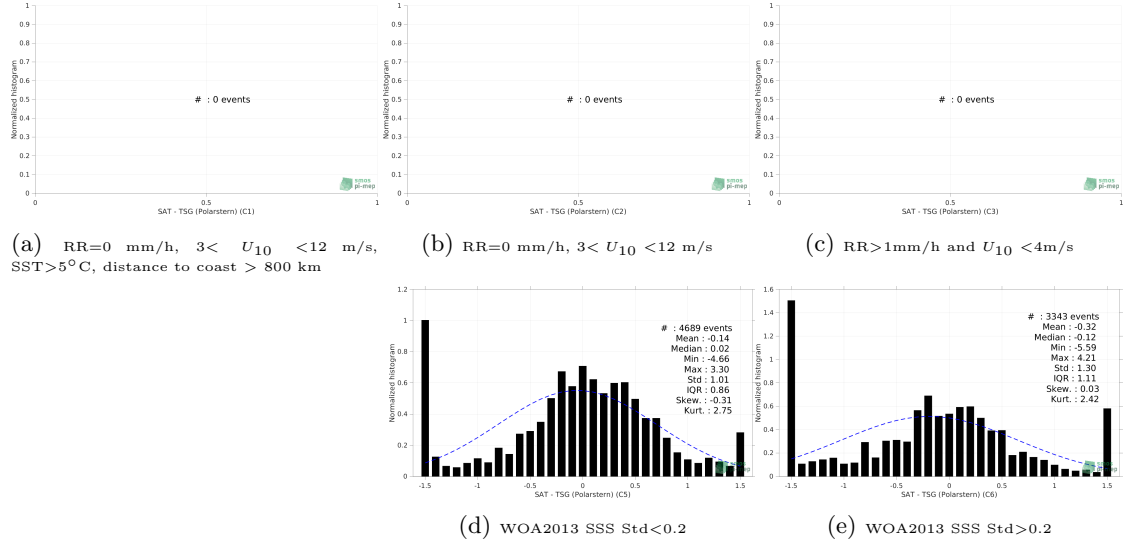 1
0.9
0.8
0.7
0.6
0.5
0.4
0.3
0.2
0.1
0
Normalized histogram
# : 0 events
0 0.5 1
SAT - TSG (Polarstern) (C1)
smos
pi-mep
1
0.9
0.8
0.7
0.6
0.5
0.4
0.3
0.2
0.1
0
Normalized histogram
# : 0 events
0 0.5 1
SAT - TSG (Polarstern) (C2)
smos
pi-mep
1
0.9
0.8
0.7
0.6
0.5
0.4
0.3
0.2
0.1
0
Normalized histogram
# : 0 events
0 0.5 1
SAT - TSG (Polarstern) (C3)
smos
pi-mep
(a) RR=0 mm/h, 3< U10 <12 m/s,
SST>5°C, distance to coast > 800 km
(b) RR=0 mm/h, 3< U10 <12 m/s
(c) RR>1mm/h and U10 <4m/s
1.2
1
0.8
0.6
0.4
0.2
0
Normalized histogram
# : 4689 events
Mean : -0.14
Median : 0.02
Min : -4.66
Max : 3.30
Std : 1.01
IQR : 0.86
Skew. : -0.31
Kurt. : 2.75
smos
pi-mep
-1.5 -1 -0.5 0 0.5 1 1.5
SAT - TSG (Polarstern) (C5)
1.6
1.4
1.2
1
0.8
0.6
0.4
0.2
0
Normalized histogram
# : 3343 events
Mean : -0.32
Median : -0.12
Min : -5.59
Max : 4.21
Std : 1.30
IQR : 1.11
Skew. : 0.03
Kurt. : 2.42
smos
pi-mep
-1.5 -1 -0.5 0 0.5 1 1.5
SAT - TSG (Polarstern) (C6)
(d) WOA2013 SSS Std<0.2
(e) WOA2013 SSS Std>0.2